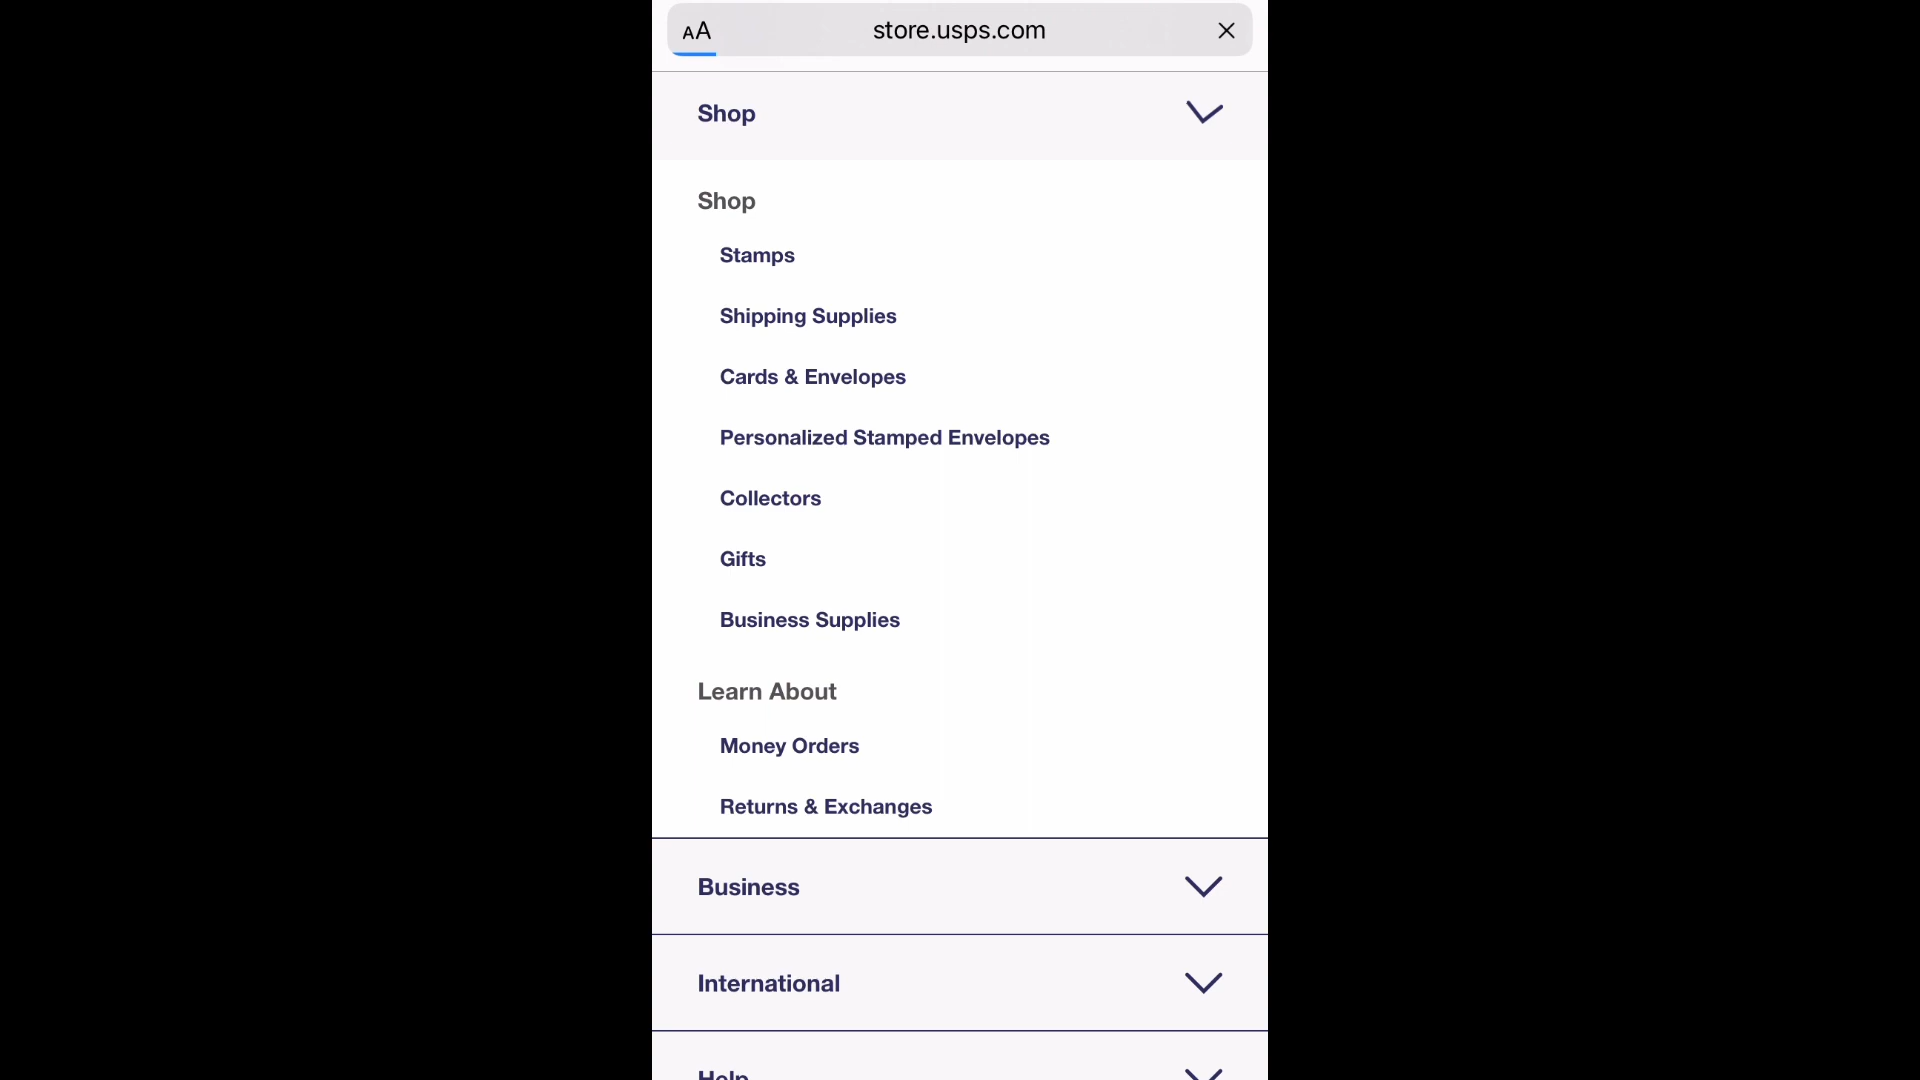 AA store.usps.com
Shop
Shop
Stamps
Shipping Supplies
Cards & Envelopes
Personalized Stamped Envelopes
Collectors
Gifts
Business Supplies
Learn About
Money Orders
Returns & Exchanges
Business
International
Help